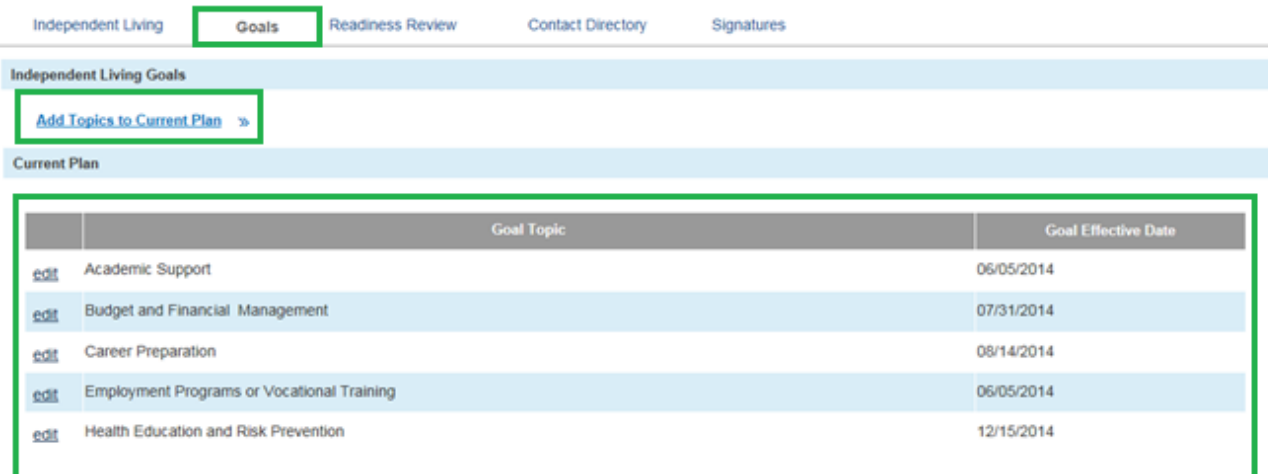 Independent Living Goals Readiness Review Contact Directory Signatures
Independent Living Goals
Add Topics to Current Plan »
Current Plan
Goal Topic Goal Effective Date
edit Academic Support 06/05/2014
edit Budget and Financial Management 07/31/2014
edit Career Preparation 08/14/2014
edit Employment Programs or Vocational Training 06/05/2014
edit Health Education and Risk Prevention 12/15/2014